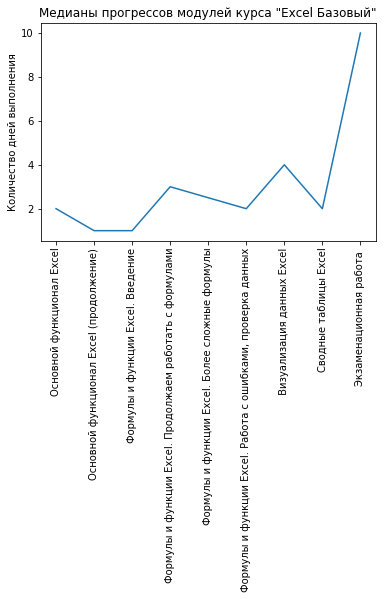 Медианы прогрессов модулей курса "Excel Базовый"
Количество дней выполнения
10
8
6
4
2
Основной функционал Excel
Основной функционал Excel (продолжение)
Формулы и функции Excel. Введение
Формулы и функции Excel. Продолжаем работать с формулами
Формулы и функции Excel. Более сложные формулы
Формулы и функции Excel. Работа с ошибками, проверка данных
Визуализация данных Excel
Сводные таблицы Excel
Экзаменационная работа